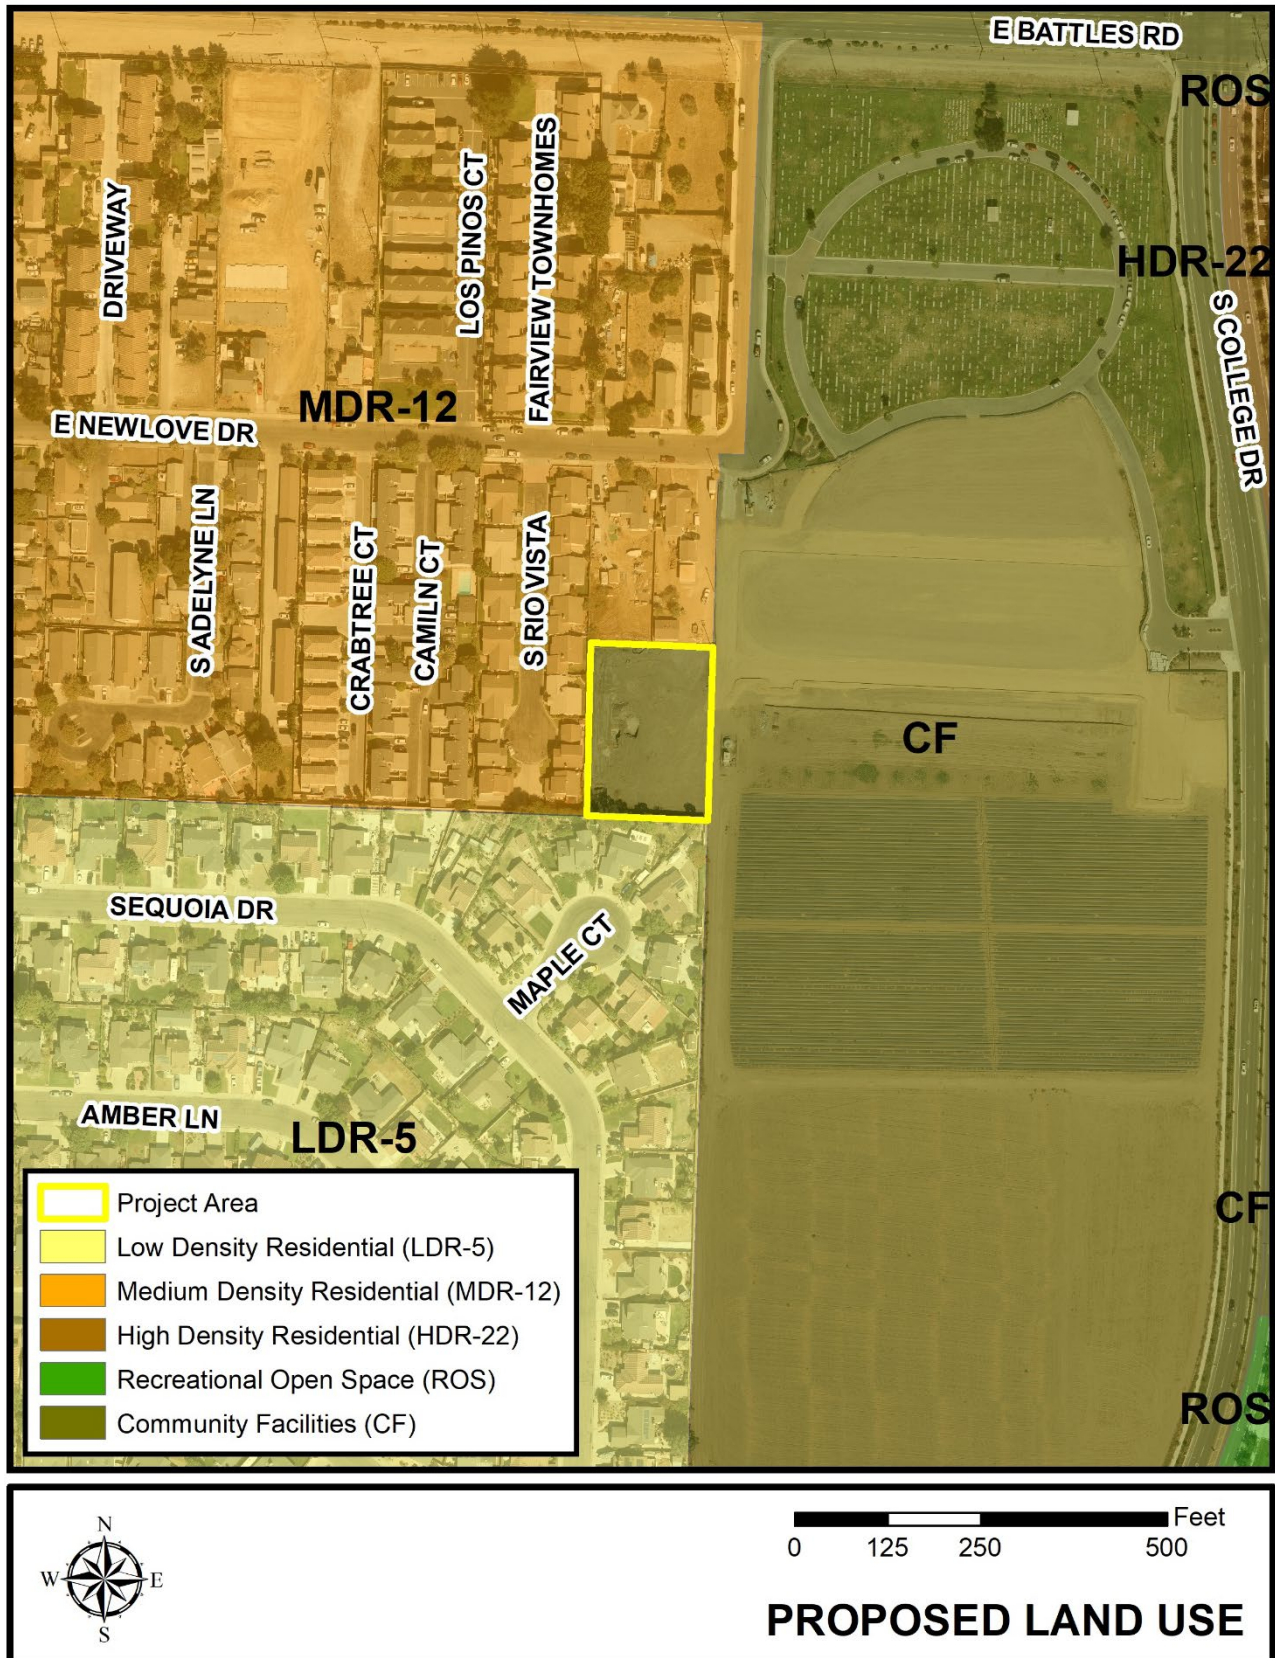 E BATTLES RD
ROS
DRIVEWAY
LOS PINOS CT
FAIRVIEW TOWNHOMES
HDR-22
S COLLEGE DR
MDR-12
E NEWLOVE DR
S ADELYNE LN
CRABTREE CT
CAMILN CT
S RIO VISTA
CF
SEQUOIA DR
MAPLE CT
AMBER LN
LDR-5
Project Area
Low Density Residential (LDR-5)
Medium Density Residential (MDR-12)
High Density Residential (HDR-22)
Recreational Open Space (ROS)
Community Facilities (CF)
CF
ROS
N
W E
S
Feet
0 125 250 500
PROPOSED LAND USE